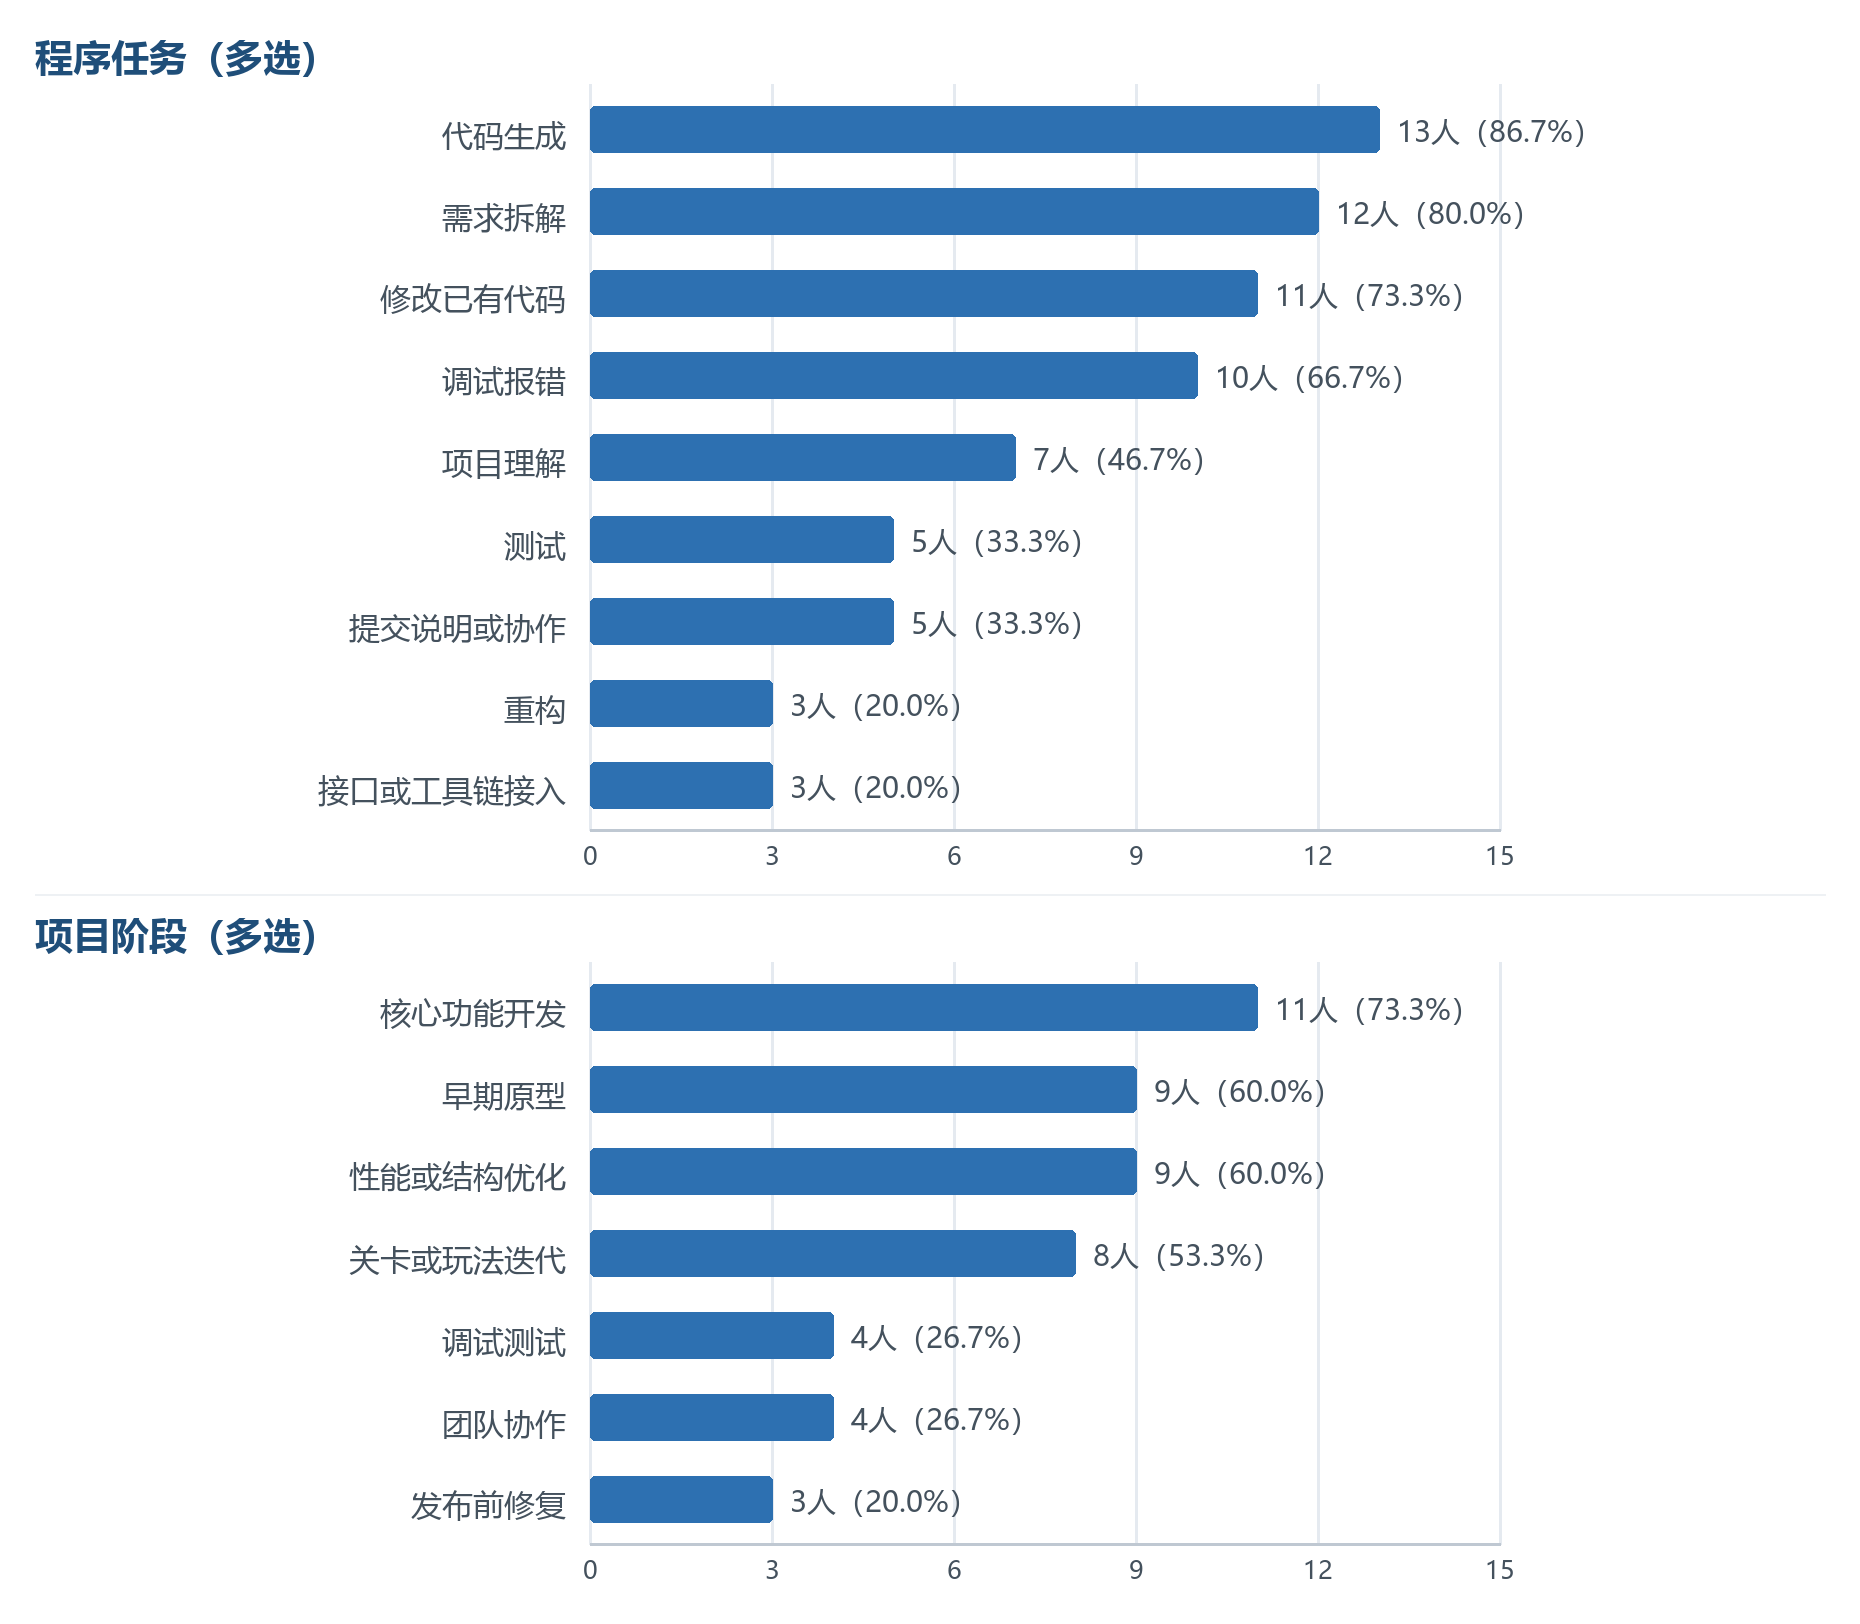 程序任务（多选）
代码生成 13人（86.7%）
需求拆解 12人（80.0%）
修改已有代码 11人（73.3%）
调试报错 10人（66.7%）
项目理解 7人（46.7%）
测试 5人（33.3%）
提交说明或协作 5人（33.3%）
重构 3人（20.0%）
接口或工具链接入 3人（20.0%）
0 3 6 9 12 15
项目阶段（多选）
核心功能开发 11人（73.3%）
早期原型 9人（60.0%）
性能或结构优化 9人（60.0%）
关卡或玩法迭代 8人（53.3%）
调试测试 4人（26.7%）
团队协作 4人（26.7%）
发布前修复 3人（20.0%）
0 3 6 9 12 15